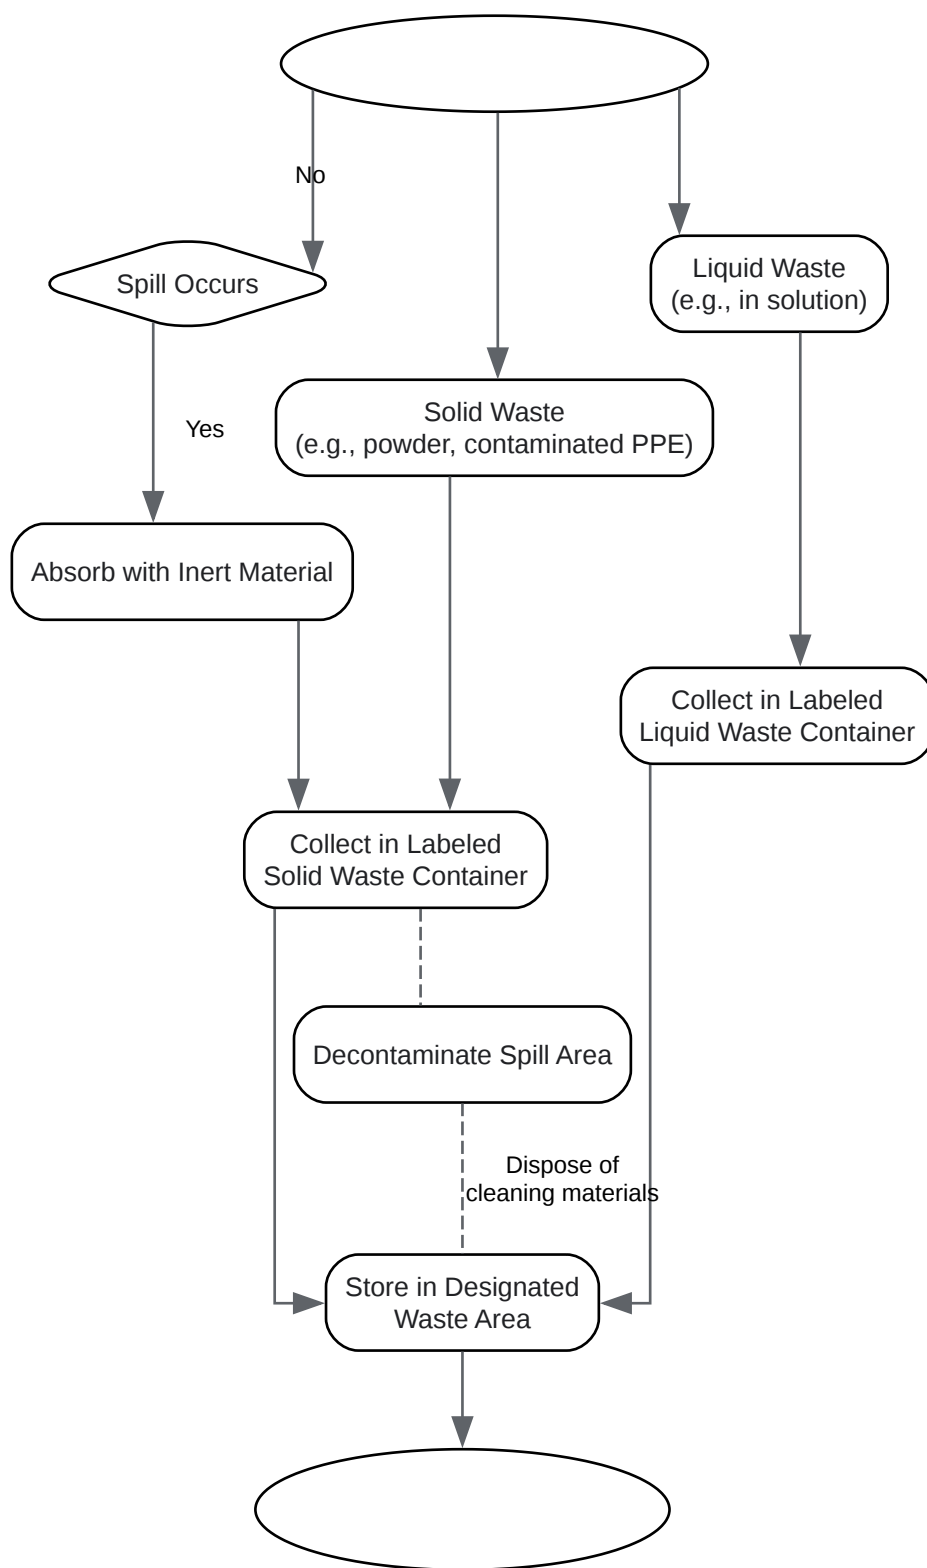 No
Spill Occurs
Liquid Waste
(e.g., in solution)
Solid Waste
(e.g., powder, contaminated PPE)
Yes
Absorb with Inert Material
Collect in Labeled
Liquid Waste Container
Collect in Labeled
Solid Waste Container
Decontaminate Spill Area
Dispose of
cleaning materials
Store in Designated
Waste Area